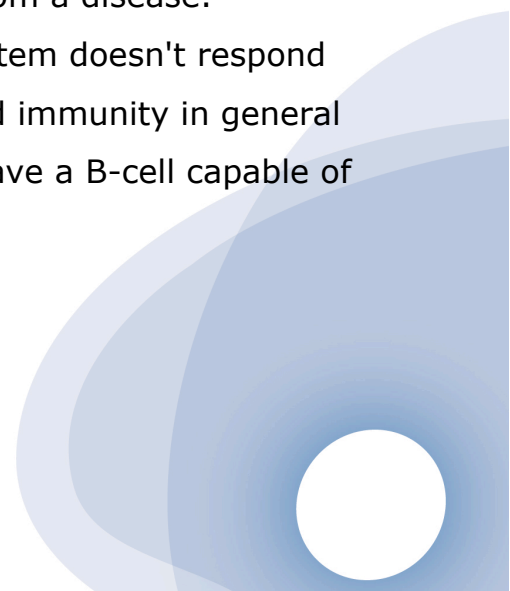 om a disease.
tem doesn't respond
d immunity in general
ave a B-cell capable of